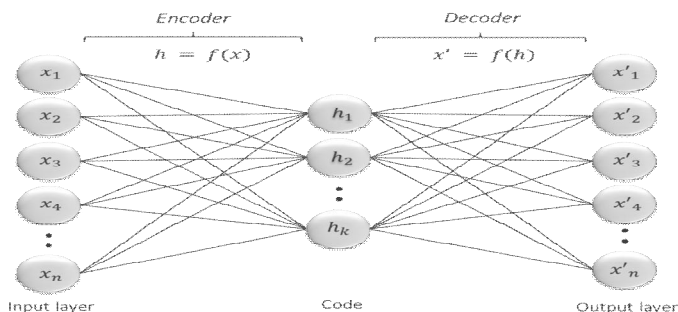 Encoder Decoder
h = f(x) x' = f(h)
x₁ x'₁
h₁
x₂ x'₂
h₂
x₃ x'₃
x₄ x'₄
hₖ
xₙ x'ₙ
Input layer Code Output layer